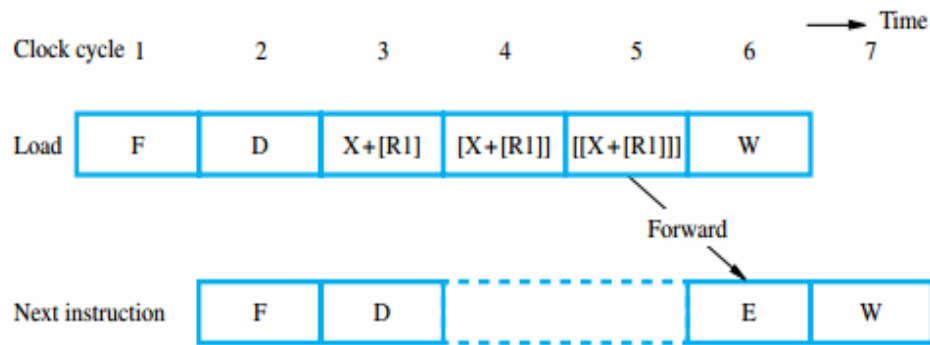 Time
Clock cycle 1 2 3 4 5 6 7
Load F D X+[R1] [X+[R1]] [[X+[R1]]] W
Forward
Next instruction F D E W